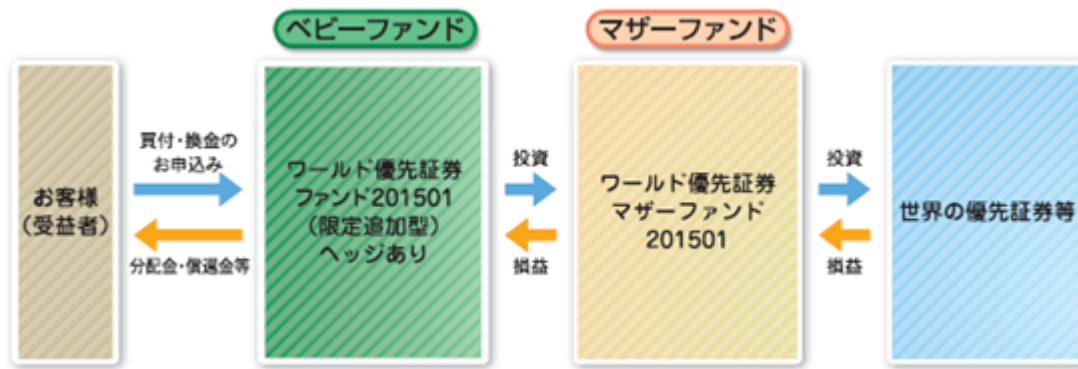 ベビーファンド
マザーファンド
お客様
（受益者）
買付・換金の
お申込み
分配金・償還金等
ワールド優先証券
ファンド201501
（限定追加型）
ヘッジあり
投資
損益
ワールド優先証券
マザーファンド
201501
投資
損益
世界の優先証券等